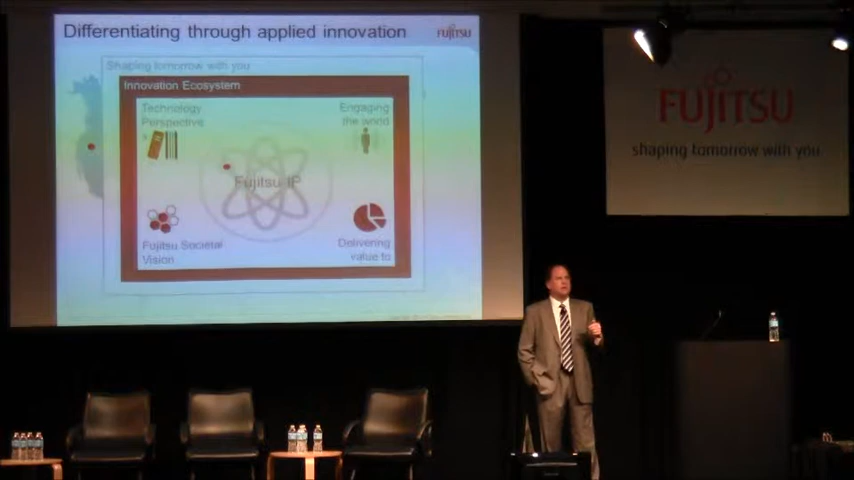 Differentiating through applied innovation
FUJITSU
Shaping tomorrow with you
Innovation Ecosystem
Technology
Perspective
Engaging
the world
Fujitsu IP
Fujitsu Societal
Vision
Delivering
value to
FUJITSU
shaping tomorrow with you